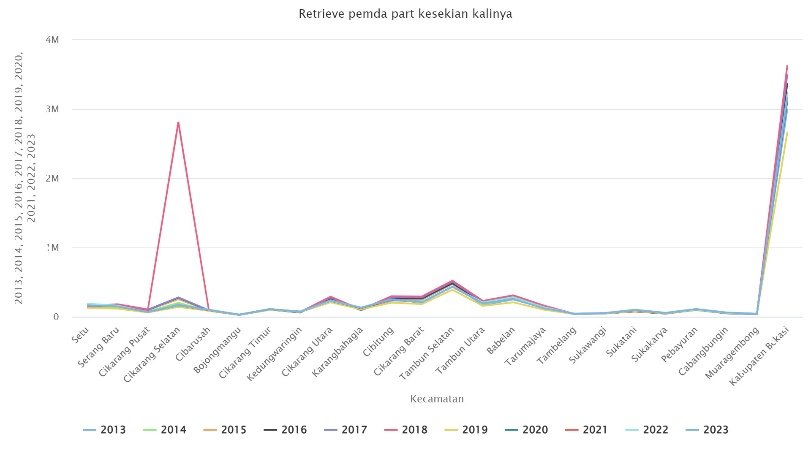 Retrieve pemda part kesekian kalinya
2013, 2014, 2015, 2016, 2017, 2018, 2019, 2020,
2021, 2022, 2023
4M
3M
2M
1M
0
Setu
Serang Baru
Cikarang Pusat
Cikarang Selatan
Cibarusah
Bojongmangu
Cikarang Timur
Kedungwaringin
Cikarang Utara
Karangbahagia
Cibitung
Cikarang Barat
Tambun Selatan
Tambun Utara
Babelan
Tarumajaya
Tambelang
Sukawangi
Sukatani
Sukakarya
Pebayuran
Cabangbungin
Muaragembong
Kabupaten Bekasi
Kecamatan
2013 2014 2015 2016 2017 2018 2019 2020 2021 2022 2023